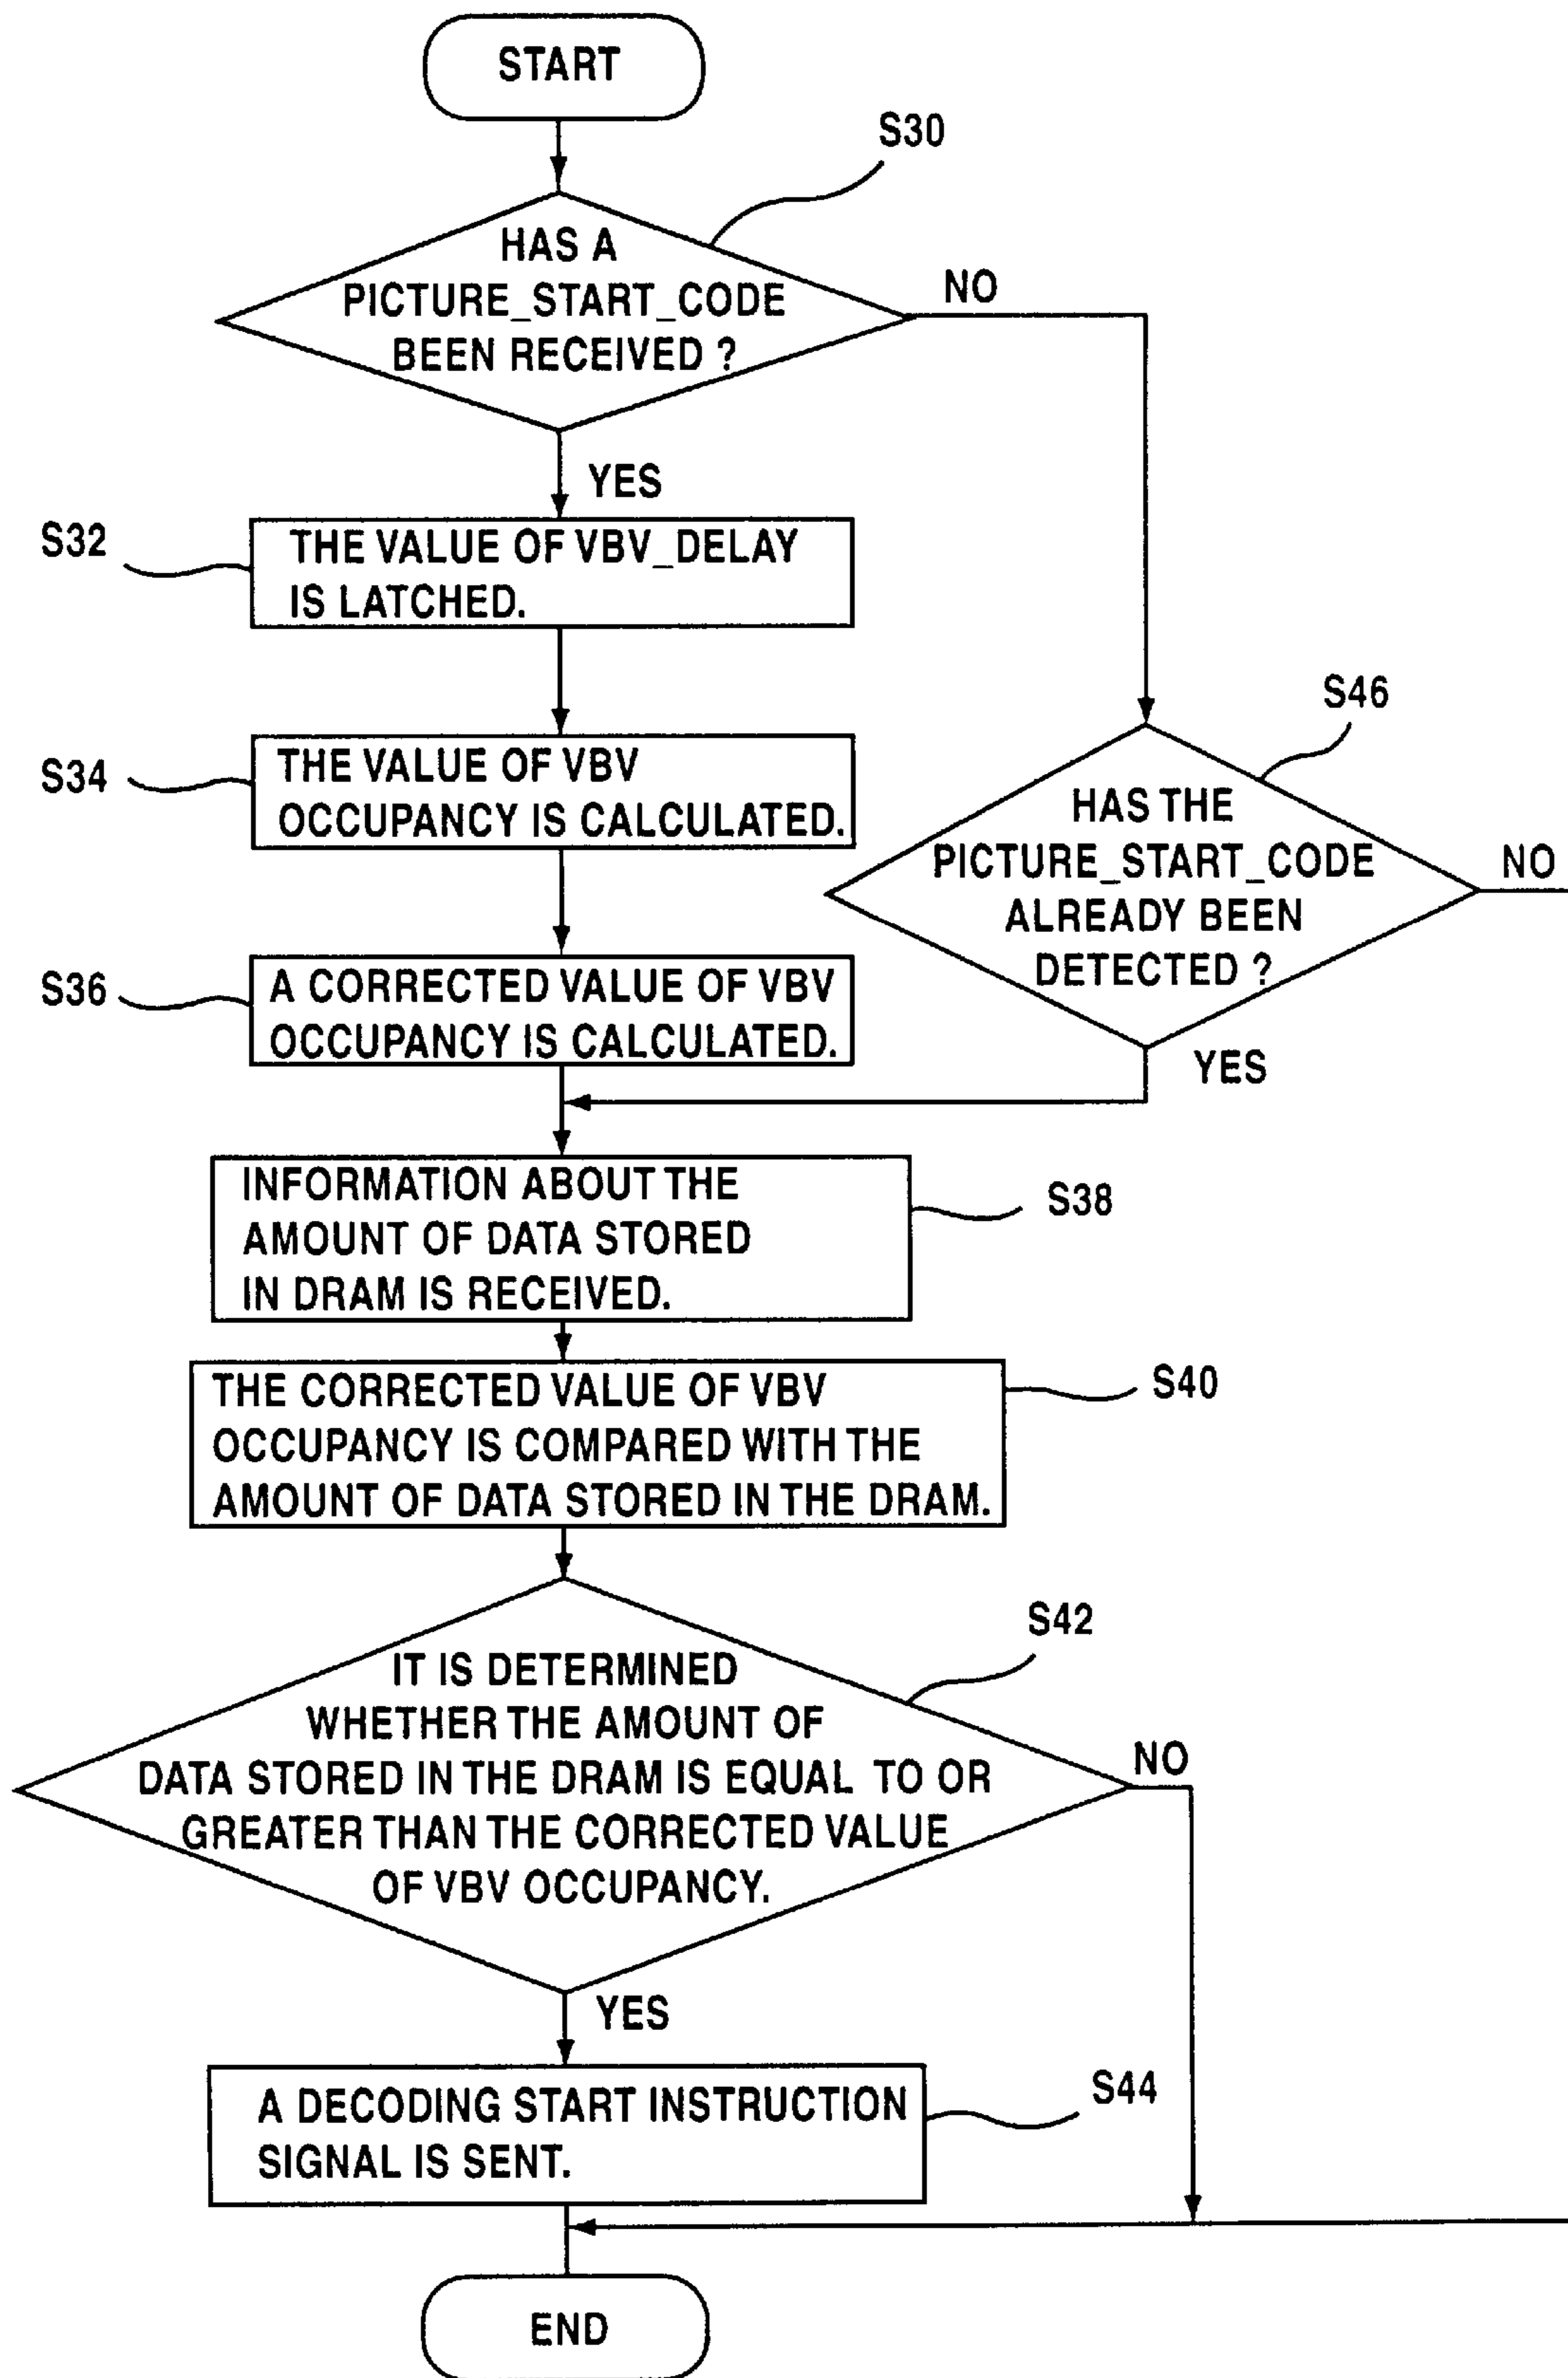 START
S30
HAS A
PICTURE_START_CODE
BEEN RECEIVED ?
NO
YES
S32
THE VALUE OF VBV_DELAY
IS LATCHED.
S34
THE VALUE OF VBV
OCCUPANCY IS CALCULATED.
S46
HAS THE
PICTURE_START_CODE
ALREADY BEEN
DETECTED ?
NO
YES
S36
A CORRECTED VALUE OF VBV
OCCUPANCY IS CALCULATED.
INFORMATION ABOUT THE
AMOUNT OF DATA STORED
IN DRAM IS RECEIVED.
S38
THE CORRECTED VALUE OF VBV
OCCUPANCY IS COMPARED WITH THE
AMOUNT OF DATA STORED IN THE DRAM.
S40
S42
IT IS DETERMINED
WHETHER THE AMOUNT OF
DATA STORED IN THE DRAM IS EQUAL TO OR
GREATER THAN THE CORRECTED VALUE
OF VBV OCCUPANCY.
NO
YES
A DECODING START INSTRUCTION
SIGNAL IS SENT.
S44
END